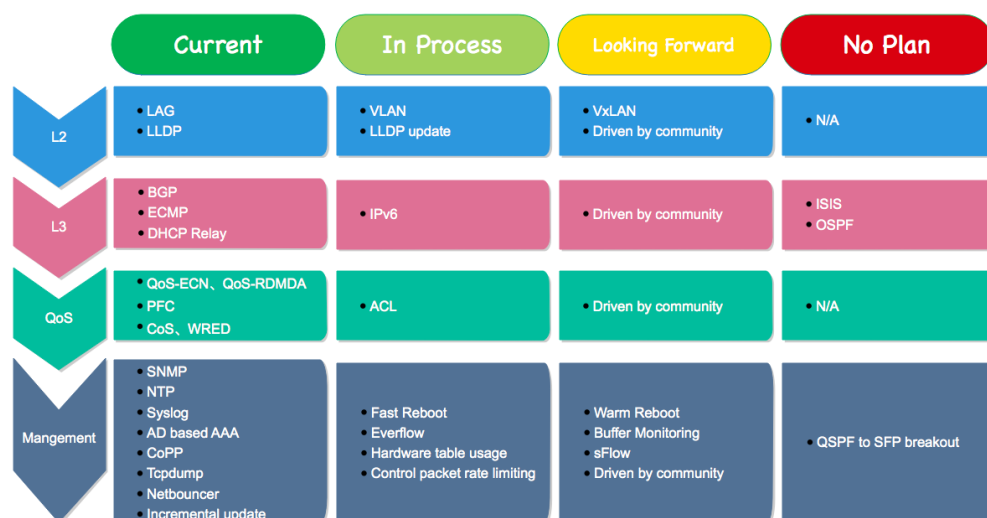 Current
In Process
Looking Forward
No Plan
L2
• LAG
• LLDP
• VLAN
• LLDP update
• VxLAN
• Driven by community
• N/A
L3
• BGP
• ECMP
• DHCP Relay
• IPv6
• Driven by community
• ISIS
• OSPF
QoS
• QoS-ECN、QoS-RDMDA
• PFC
• CoS、WRED
• ACL
• Driven by community
• N/A
Mangement
• SNMP
• NTP
• Syslog
• AD based AAA
• CoPP
• Tcpdump
• Netbouncer
• Incremental update
• Fast Reboot
• Everflow
• Hardware table usage
• Control packet rate limiting
• Warm Reboot
• Buffer Monitoring
• sFlow
• Driven by community
• QSPF to SFP breakout